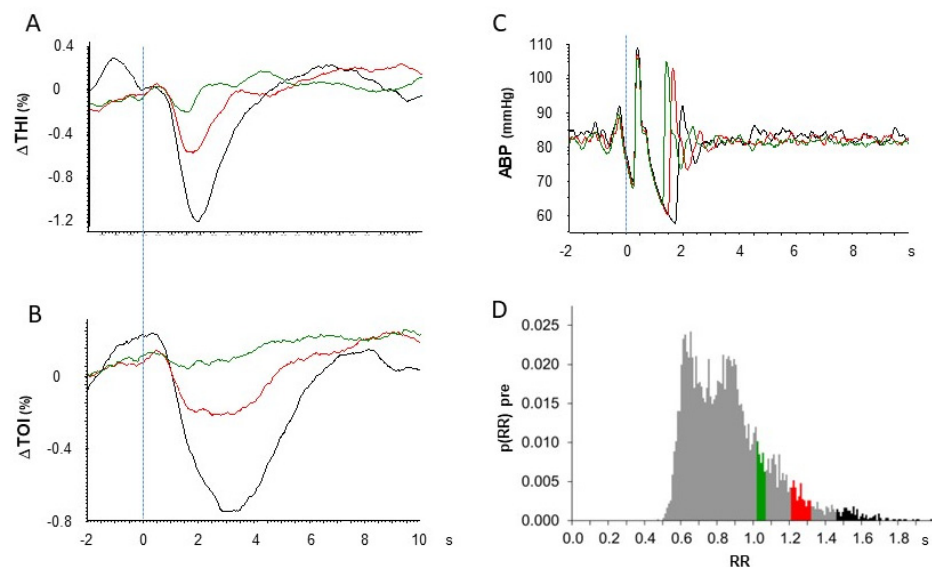 A
0.4
0
-0.4
-0.8
-1.2
Δ THI (%)
B
0
-0.4
-0.8
Δ TOI (%)
-2 0 2 4 6 8 10 s
C
110
100
90
80
70
60
ABP (mmHg)
-2 0 2 4 6 8 s
D
0.025
0.020
0.015
0.010
0.005
0.000
p(RR) pre
0.0 0.2 0.4 0.6 0.8 1.0 1.2 1.4 1.6 1.8 s
RR